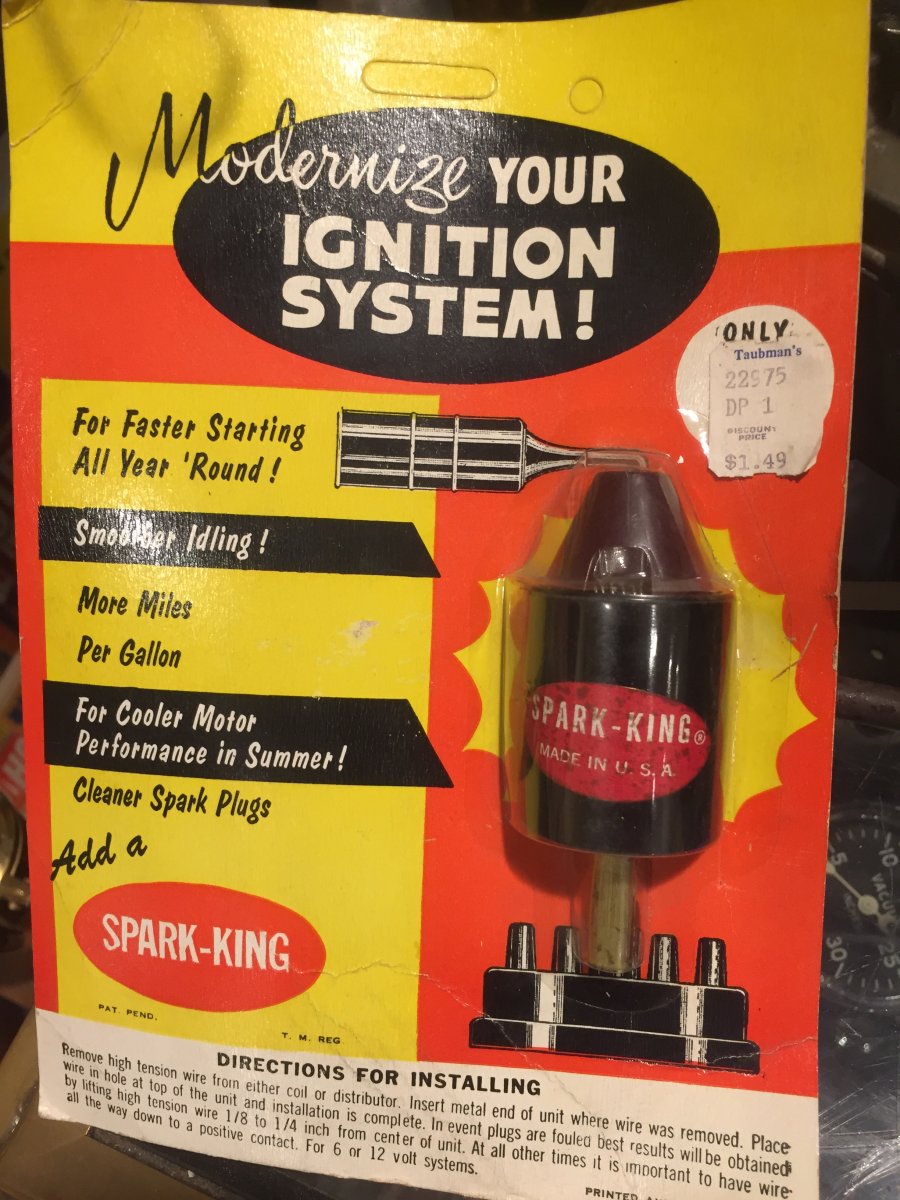 Modernize YOUR
IGNITION
SYSTEM!
ONLY
Taubman's
22975
DP 1
DISCOUNT
PRICE
$1.49
For Faster Starting
All Year 'Round!
Smoother Idling!
More Miles
Per Gallon
For Cooler Motor
Performance in Summer!
Cleaner Spark Plugs
Add a
SPARK-KING
PAT. PEND.
T. M. REG
SPARK-KING®
MADE IN U.S.A.
DIRECTIONS FOR INSTALLING
Remove high tension wire from either coil or distributor. Insert metal end of unit where wire was removed. Place
wire in hole at top of the unit and installation is complete. In event plugs are fouled best results will be obtained
by lifting high tension wire 1/8 to 1/4 inch from center of unit. At all other times it is important to have wire
all the way down to a positive contact. For 6 or 12 volt systems.
PRINTED
5
10
VACUUM
25
30